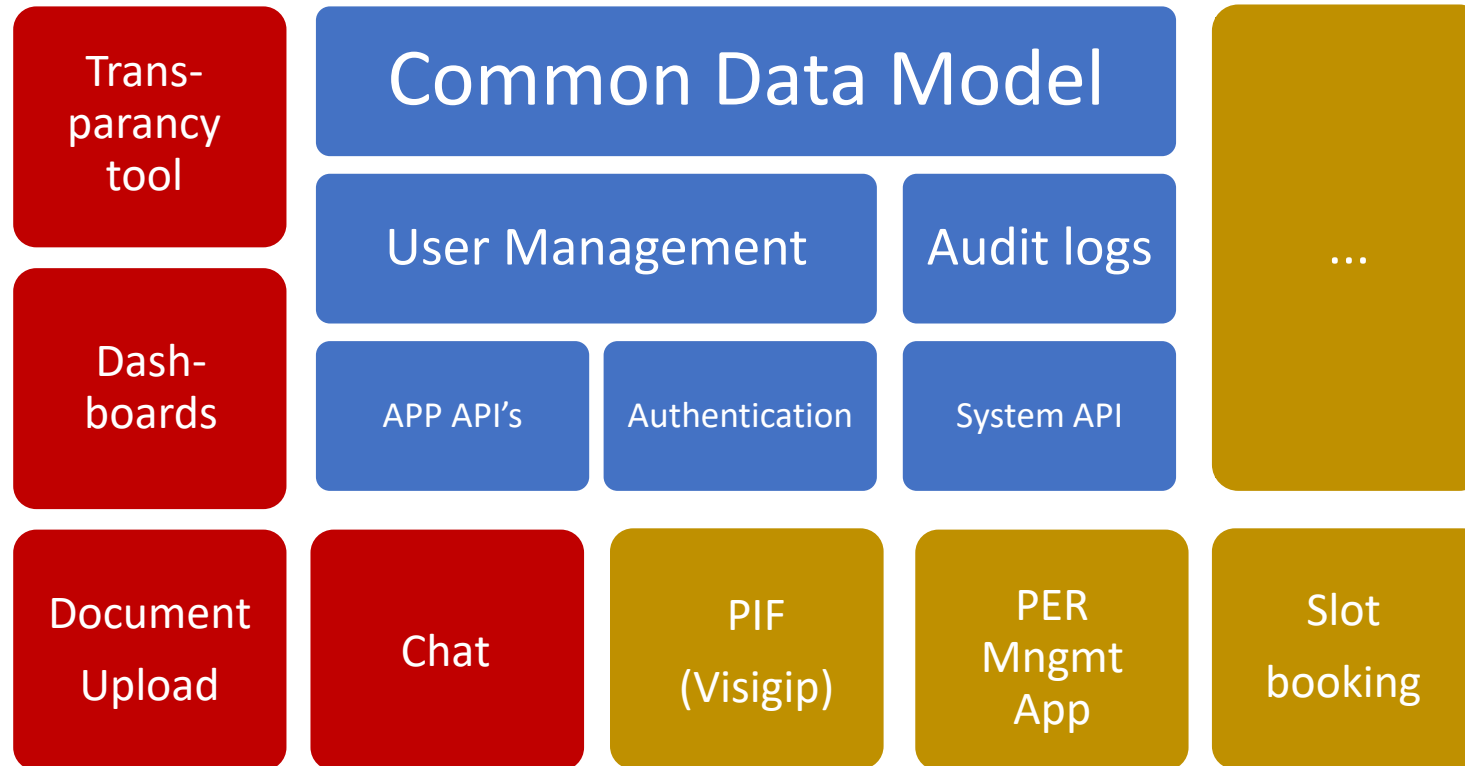 Trans-
parancy
tool
Common Data Model
User Management
Audit logs
...
Dash-
boards
APP API’s
Authentication
System API
Document
Upload
Chat
PIF
(Visigip)
PER
Mngmt
App
Slot
booking